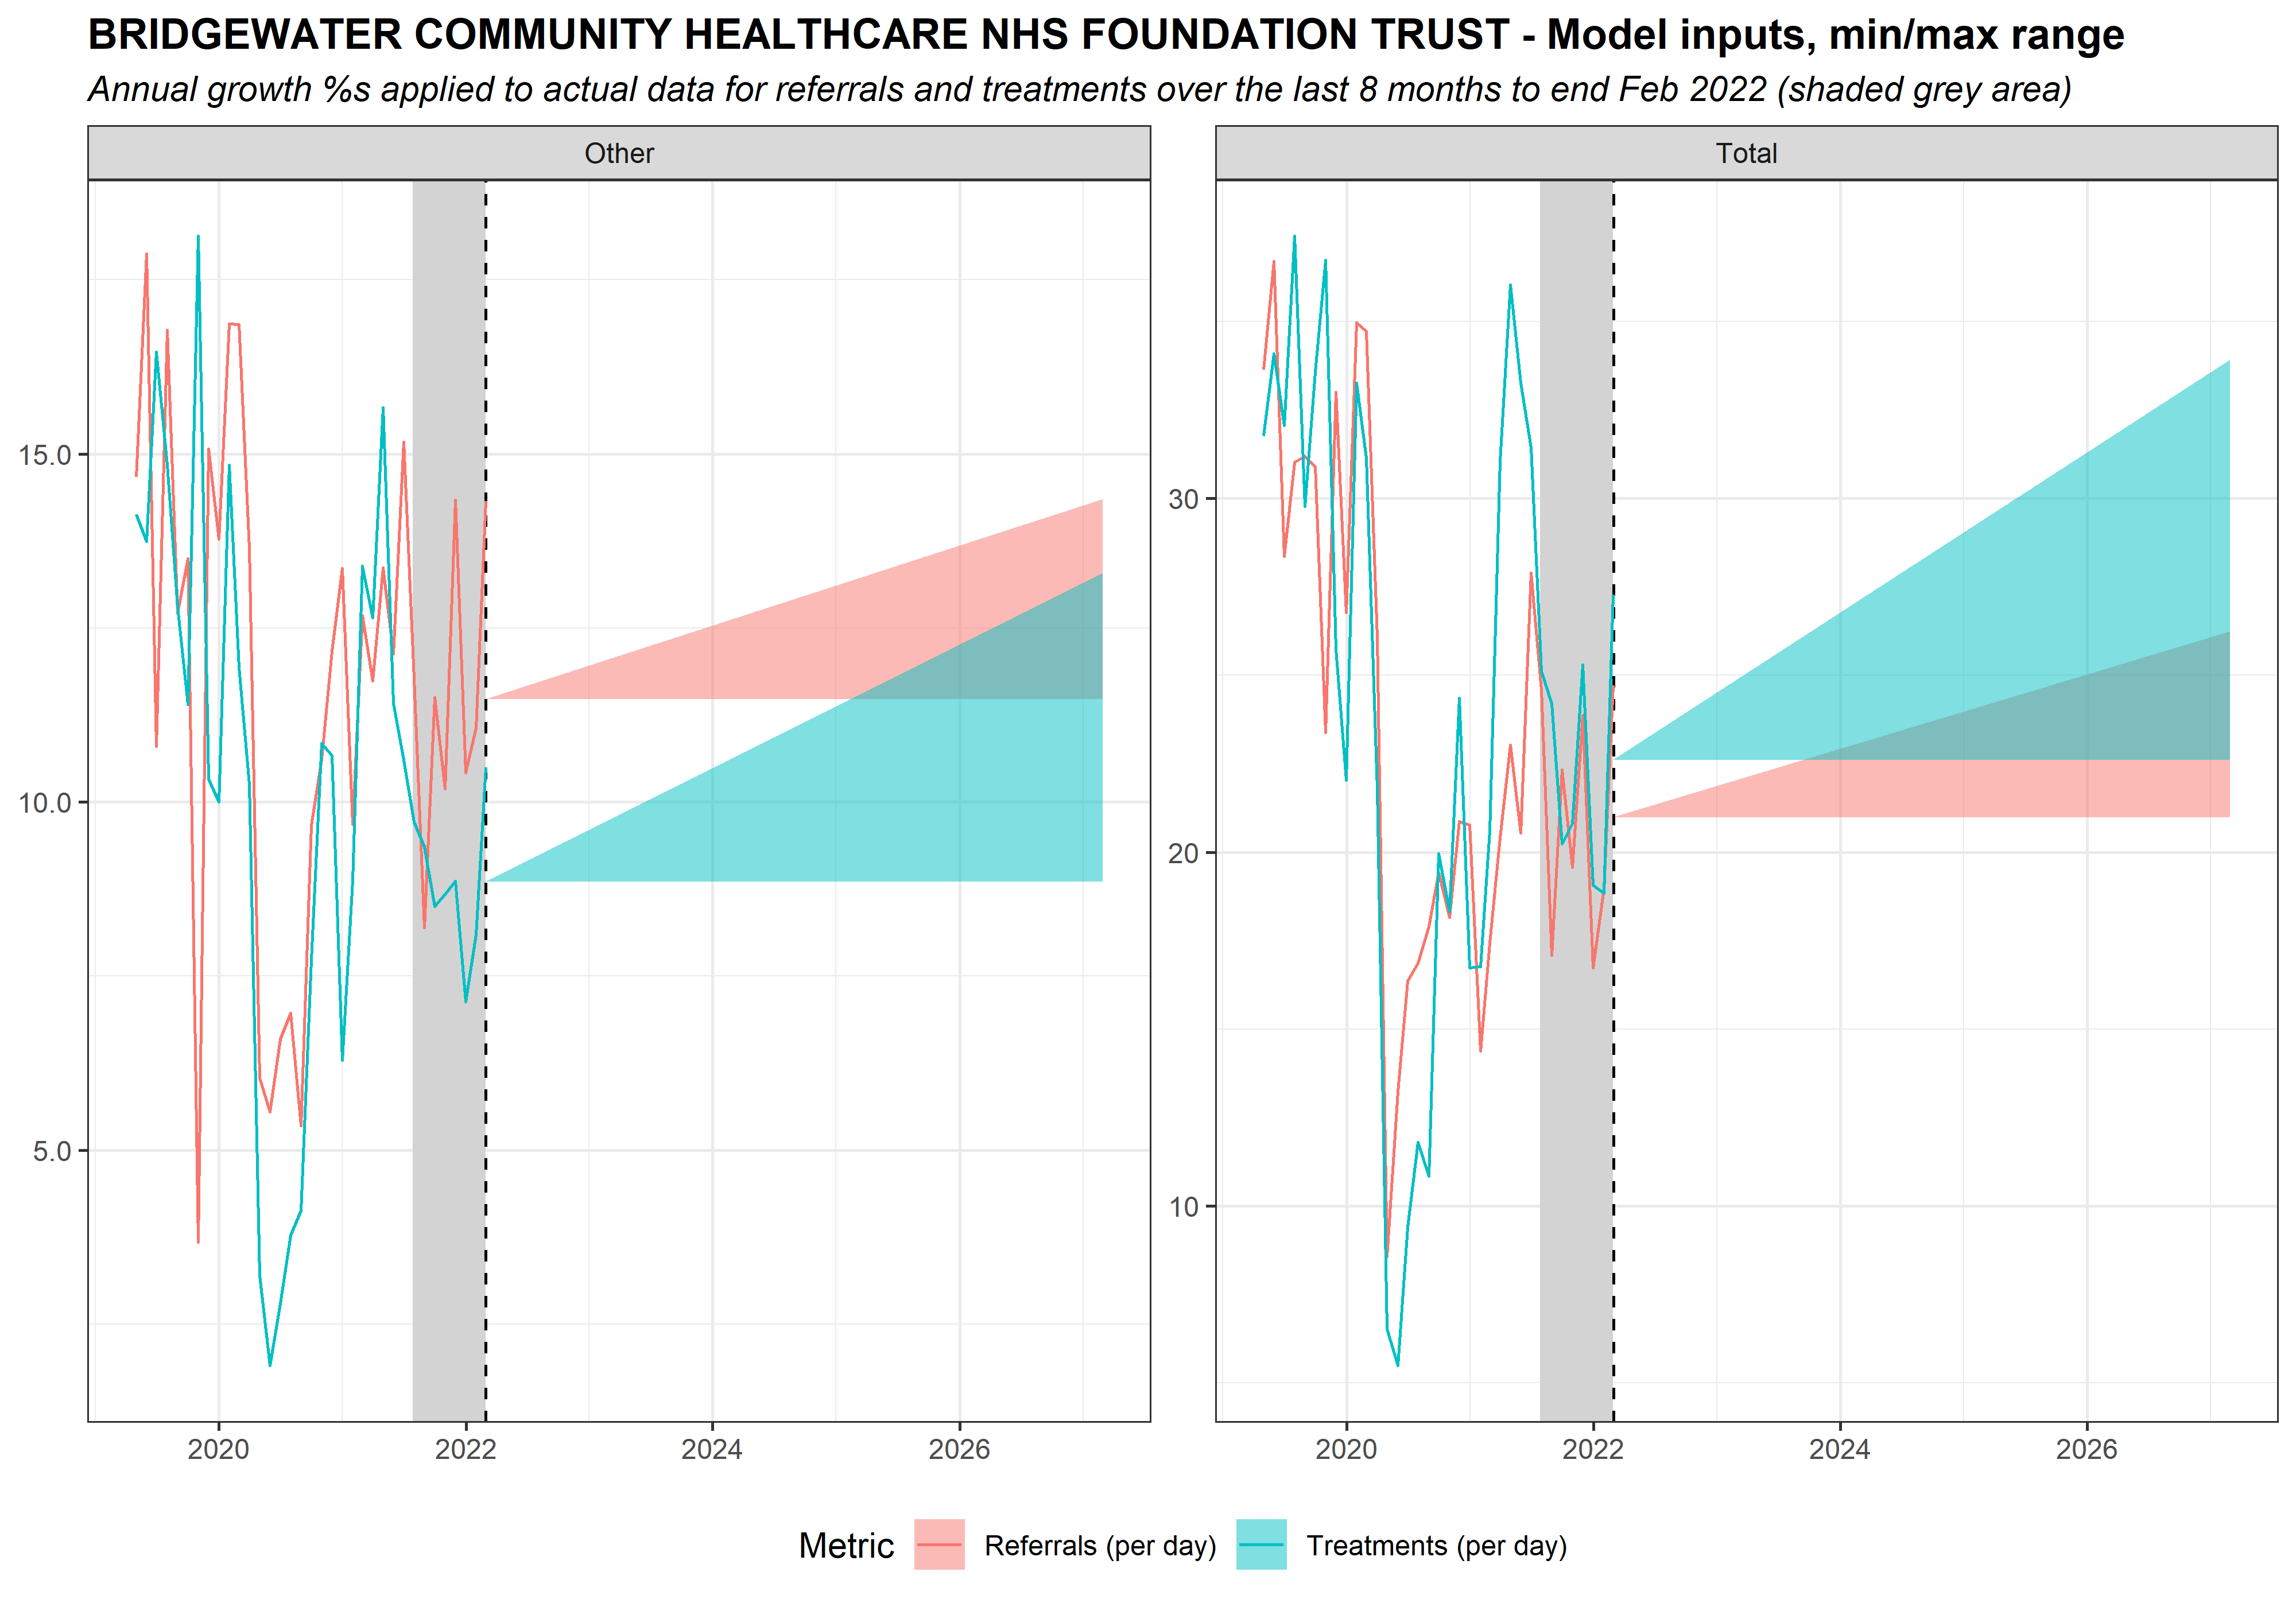 BRIDGEWATER COMMUNITY HEALTHCARE NHS FOUNDATION TRUST - Model inputs, min/max range
Annual growth %s applied to actual data for referrals and treatments over the last 8 months to end Feb 2022 (shaded grey area)
Other
Total
15.0
10.0
5.0
30
20
10
2020
2022
2024
2026
2020
2022
2024
2026
Metric
Referrals (per day)
Treatments (per day)